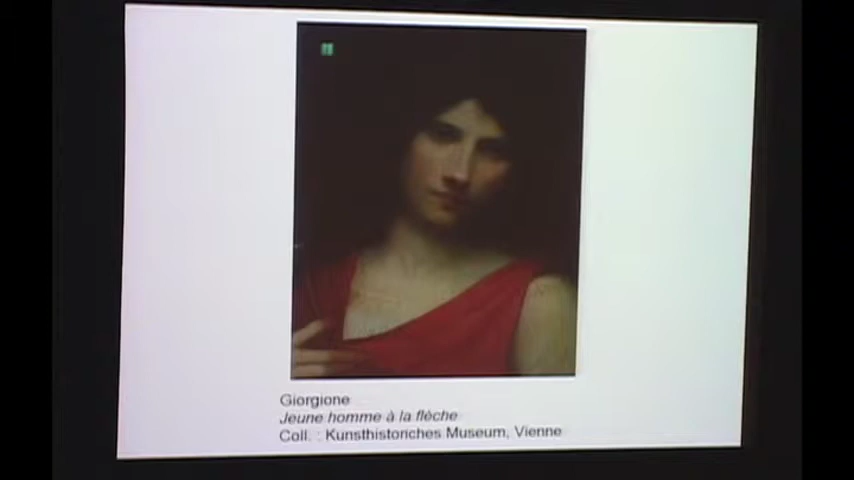 Giorgione
Jeune homme à la flèche
Coll. : Kunsthistoriches Museum, Vienne